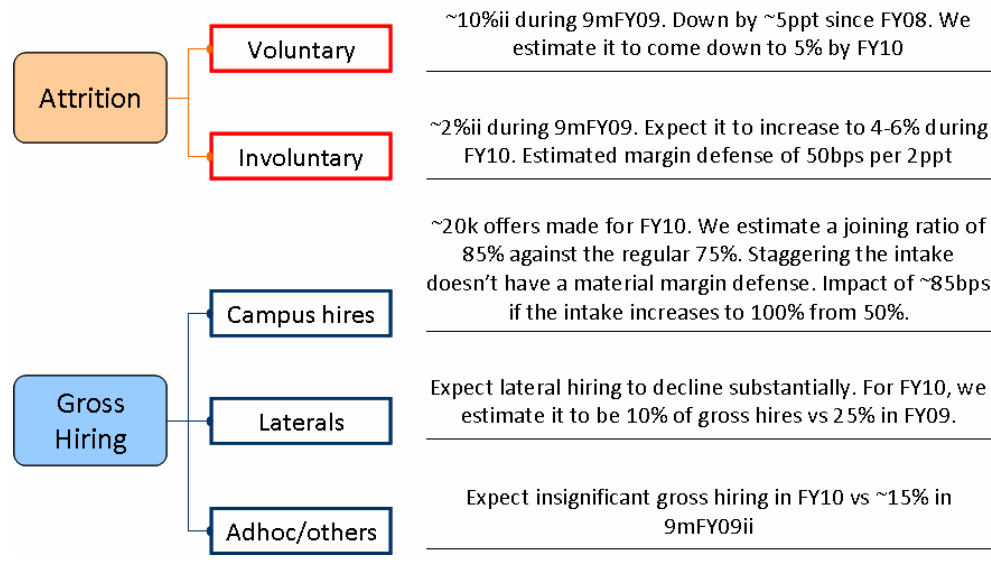 Attrition
Voluntary
~10%ii during 9mFY09. Down by ~5ppt since FY08. We
estimate it to come down to 5% by FY10
Involuntary
~2%ii during 9mFY09. Expect it to increase to 4-6% during
FY10. Estimated margin defense of 50bps per 2ppt
Gross
Hiring
Campus hires
~20k offers made for FY10. We estimate a joining ratio of
85% against the regular 75%. Staggering the intake
doesn’t have a material margin defense. Impact of ~85bps
if the intake increases to 100% from 50%.
Laterals
Expect lateral hiring to decline substantially. For FY10, we
estimate it to be 10% of gross hires vs 25% in FY09.
Adhoc/others
Expect insignificant gross hiring in FY10 vs ~15% in
9mFY09ii